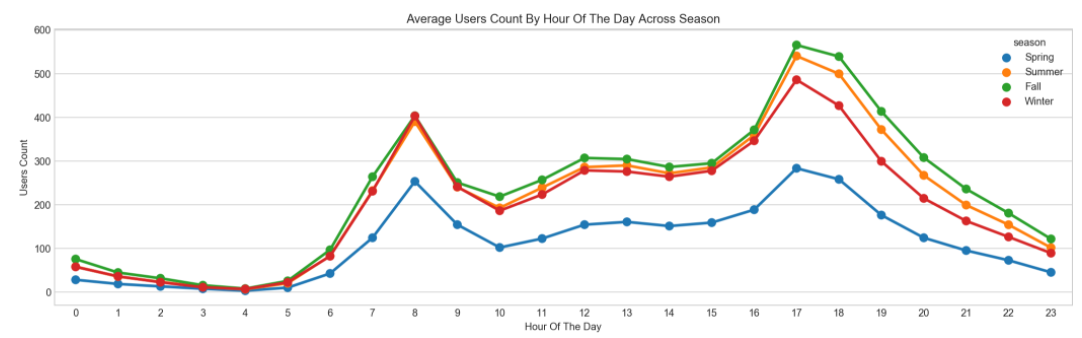 Average Users Count By Hour Of The Day Across Season
600
500
400
300
200
100
0
Users Count
season
Spring
Summer
Fall
Winter
0 1 2 3 4 5 6 7 8 9 10 11 12 13 14 15 16 17 18 19 20 21 22 23
Hour Of The Day